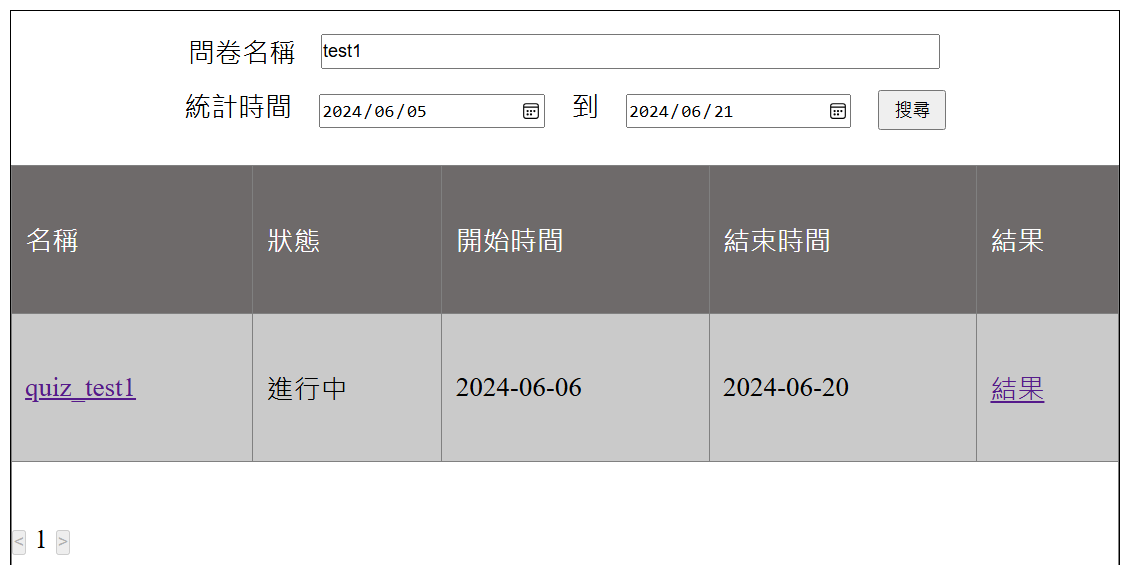 問卷名稱 test1
統計時間 2024/06/05 到 2024/06/21 搜尋
名稱 狀態 開始時間 結束時間 結果
quiz_test1 進行中 2024-06-06 2024-06-20 結果
< 1 >